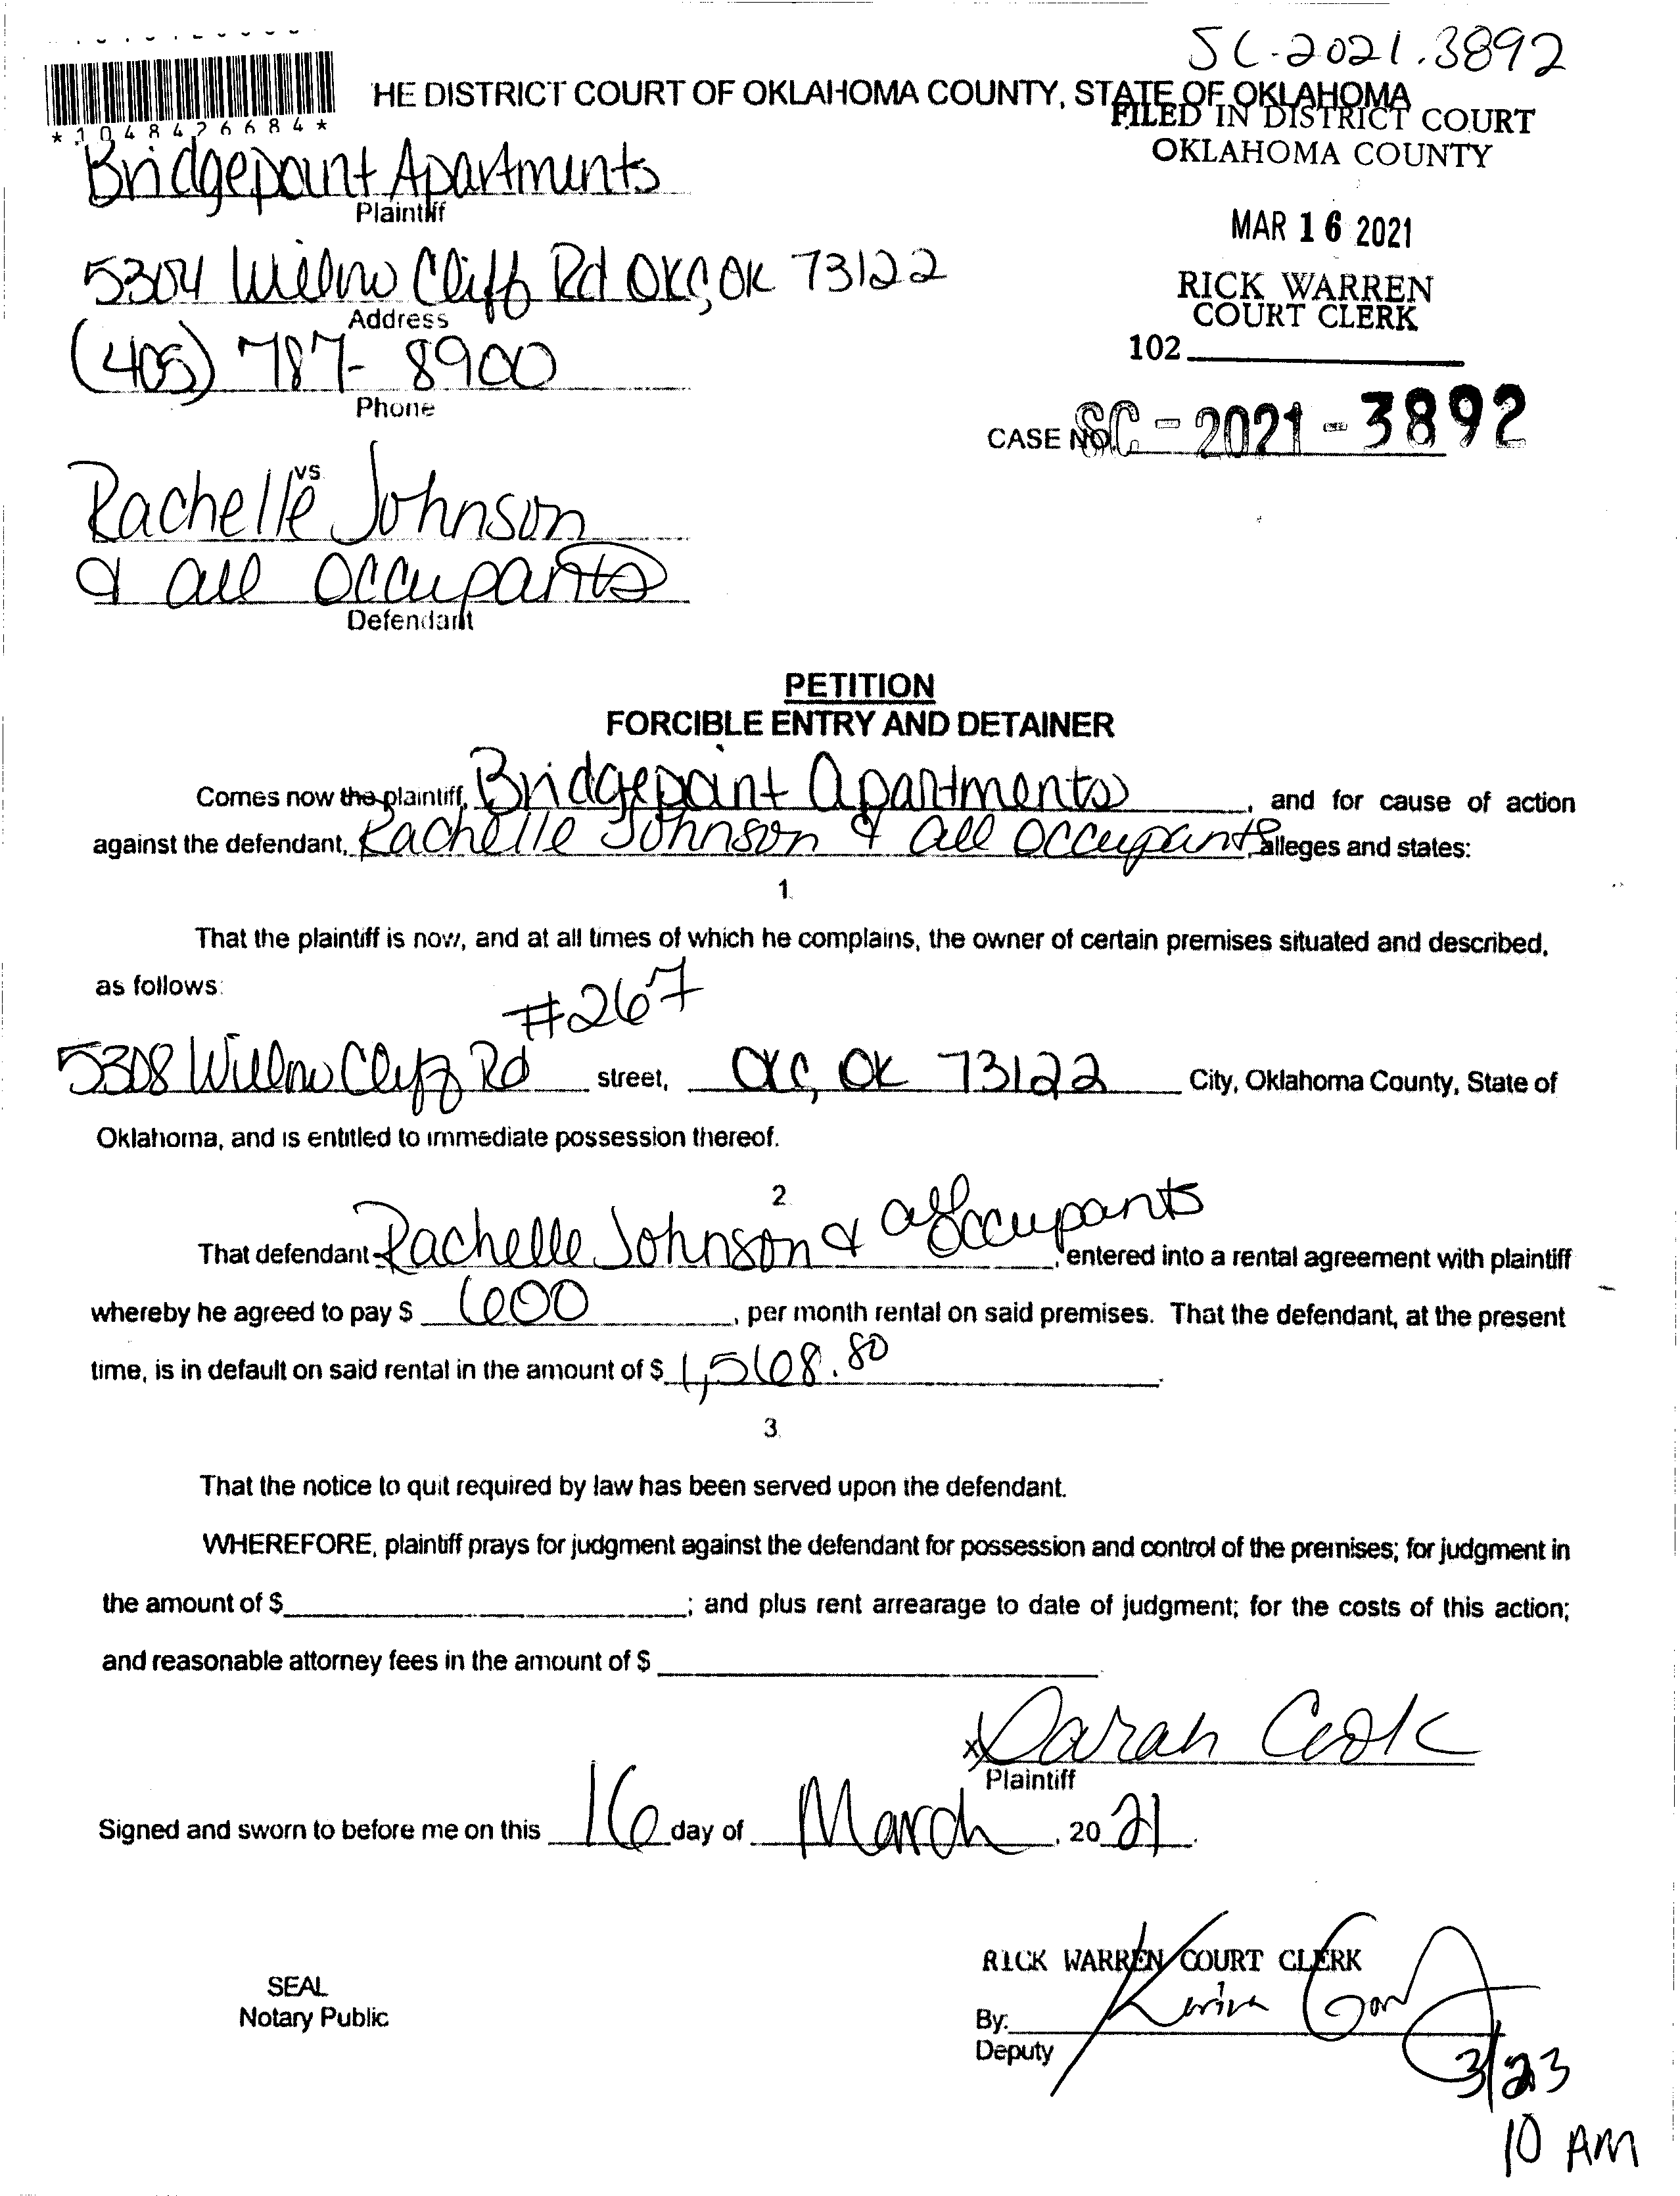 SC-2021.3892
HE DISTRICT COURT OF OKLAHOMA COUNTY, STATE OF OKLAHOMA
*1048426684*
FILED IN DISTRICT COURT
OKLAHOMA COUNTY
Bridgepoint Apartments
Plaintiff
MAR 16 2021
5304 Willow Cliff Rd OKC, OK 73122
Address
RICK WARREN
COURT CLERK
(405) 787-8900
102
Phone
CASE NO. SC-2021-3892
vs
Rachelle Johnson
& all Occupants
Defendant
PETITION
FORCIBLE ENTRY AND DETAINER
Comes now the plaintiff, Bridgepoint Apartments, and for cause of action
against the defendant, Rachelle Johnson & all occupants, alleges and states:
1.
That the plaintiff is now, and at all times of which he complains, the owner of certain premises situated and described,
as follows:
#267
5308 Willow Cliff Rd street, OKC, OK 73122 City, Oklahoma County, State of
Oklahoma, and is entitled to immediate possession thereof.
2
That defendant Rachelle Johnson & all Occupants, entered into a rental agreement with plaintiff
whereby he agreed to pay $ 600, per month rental on said premises. That the defendant, at the present
time, is in default on said rental in the amount of $ 1,568.80.
3.
That the notice to quit required by law has been served upon the defendant.
WHEREFORE, plaintiff prays for judgment against the defendant for possession and control of the premises; for judgment in
the amount of $ ; and plus rent arrearage to date of judgment; for the costs of this action;
and reasonable attorney fees in the amount of $
x Sarah Cook
Plaintiff
Signed and sworn to before me on this 16 day of March, 2021.
RICK WARREN COURT CLERK
SEAL
Notary Public
By:
Deputy
3/23
10 AM